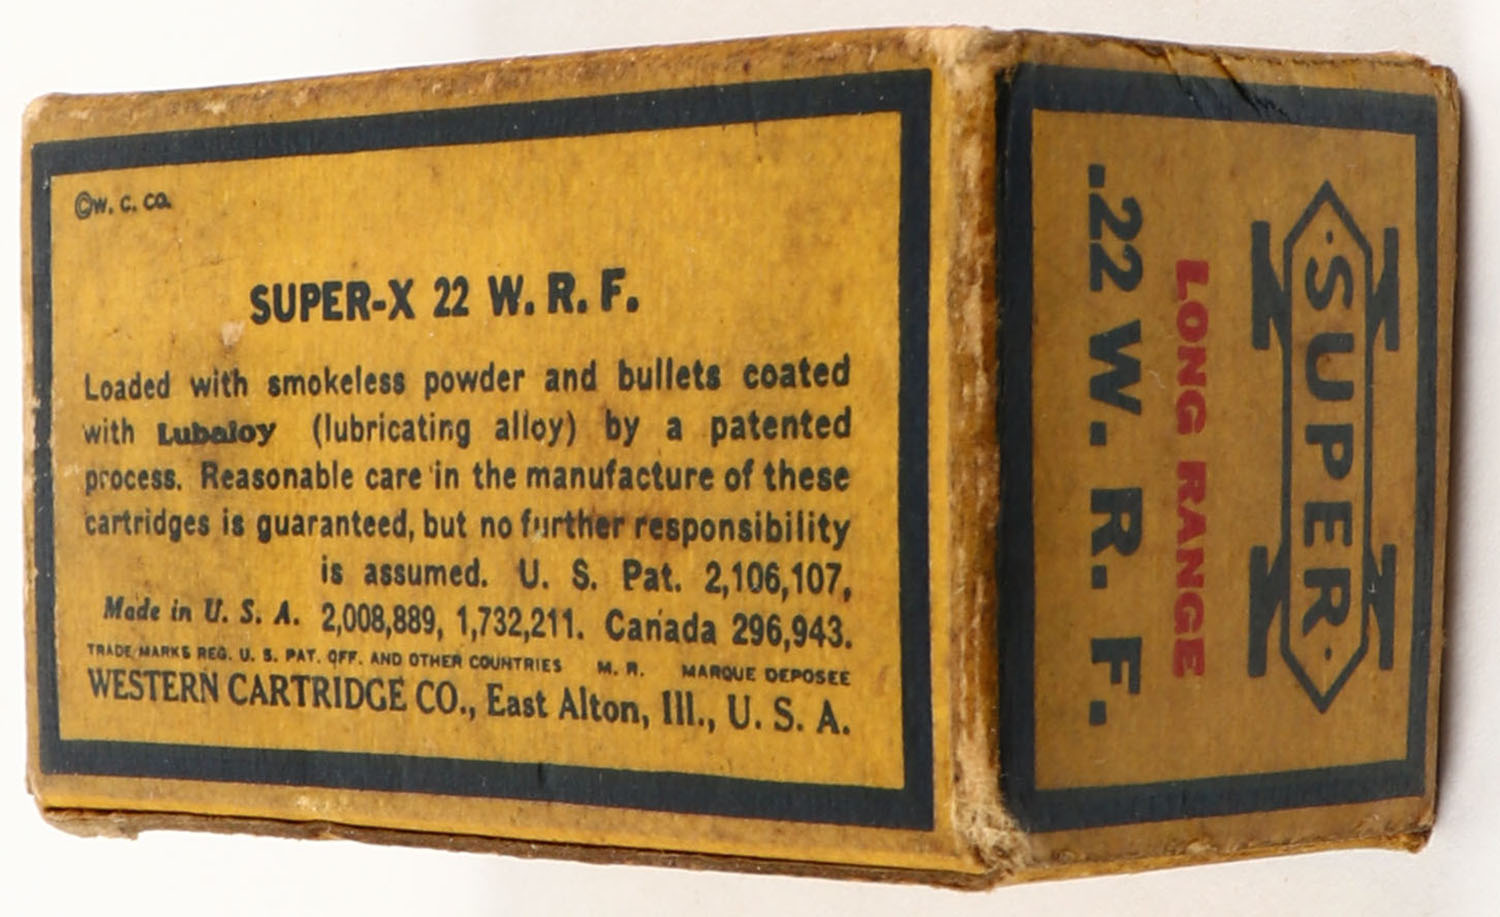 ©W. C. CO.
SUPER-X 22 W. R. F.
Loaded with smokeless powder and bullets coated
with Lubaloy (lubricating alloy) by a patented
process. Reasonable care in the manufacture of these
cartridges is guaranteed, but no further responsibility
is assumed. U. S. Pat. 2,106,107,
Made in U. S. A. 2,008,889, 1,732,211. Canada 296,943.
TRADE MARKS REG. U. S. PAT. OFF. AND OTHER COUNTRIES M. R. MARQUE DEPOSEE
WESTERN CARTRIDGE CO., East Alton, Ill., U. S. A.
X
·SUPER·
LONG RANGE
.22 W. R. F.